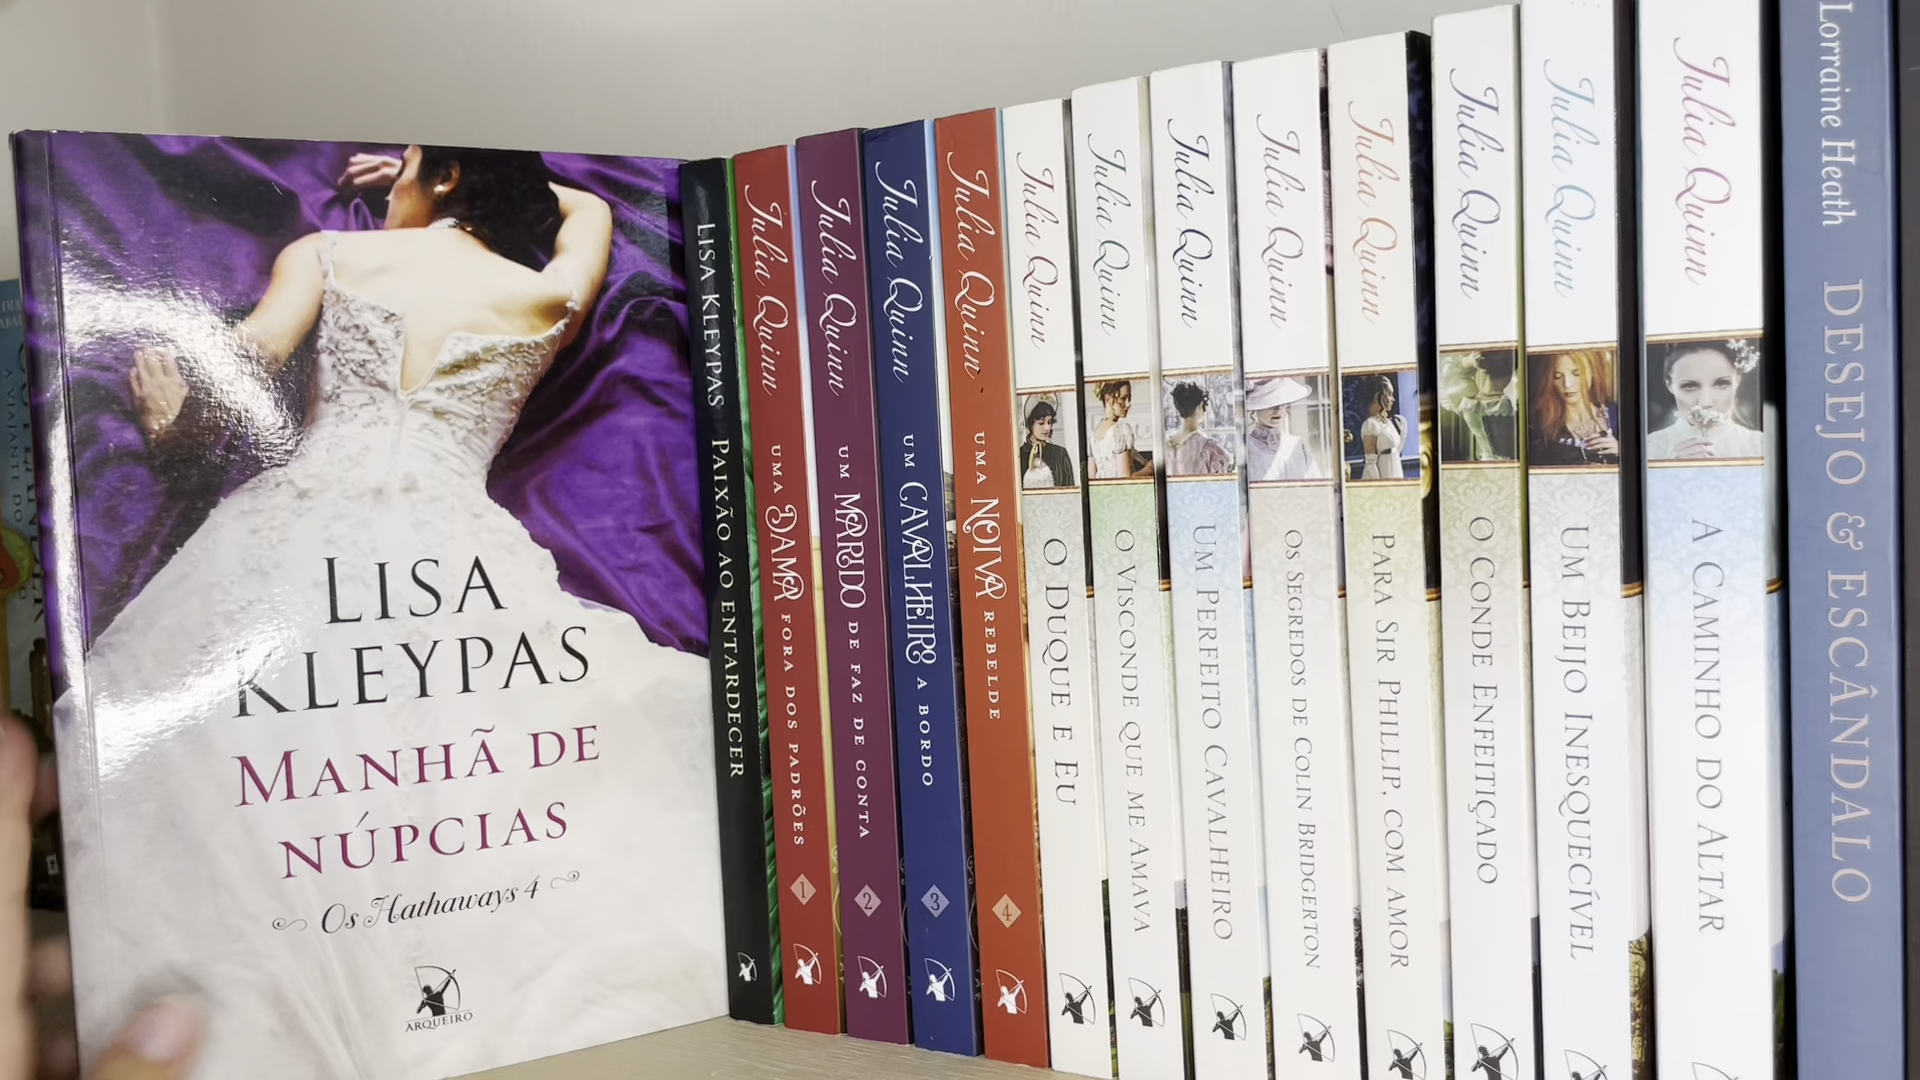 LISA
KLEYPAS
MANHÃ DE
NÚPCIAS
Os Hathaways 4
ARQUEIRO
LISA KLEYPAS PAIXÃO AO ENTARDECER
Julia Quinn UMA DAMA FORA DOS PADRÕES 1
Julia Quinn UM MARIDO DE FAZ DE CONTA 2
Julia Quinn UM CAVALHEIRO A BORDO 3
Julia Quinn UMA NOIVA REBELDE 4
Julia Quinn O DUQUE E EU
Julia Quinn O VISCONDE QUE ME AMAVA
Julia Quinn UM PERFEITO CAVALHEIRO
Julia Quinn OS SEGREDOS DE COLIN BRIDGERTON
Julia Quinn PARA SIR PHILLIP, COM AMOR
Julia Quinn O CONDE ENFEITIÇADO
Julia Quinn UM BEIJO INESQUECÍVEL
Julia Quinn A CAMINHO DO ALTAR
Lorraine Heath DESEJO & ESCÂNDALO